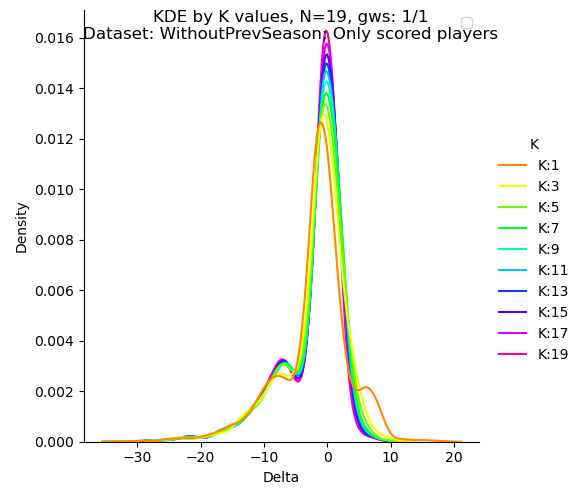 KDE by K values, N=19, gws: 1/1
Dataset: WithoutPrevSeason, Only scored players
0.016
0.014
0.012
0.010
0.008
0.006
0.004
0.002
0.000
Density
−30
−20
−10
0
10
20
Delta
K
K:1
K:3
K:5
K:7
K:9
K:11
K:13
K:15
K:17
K:19